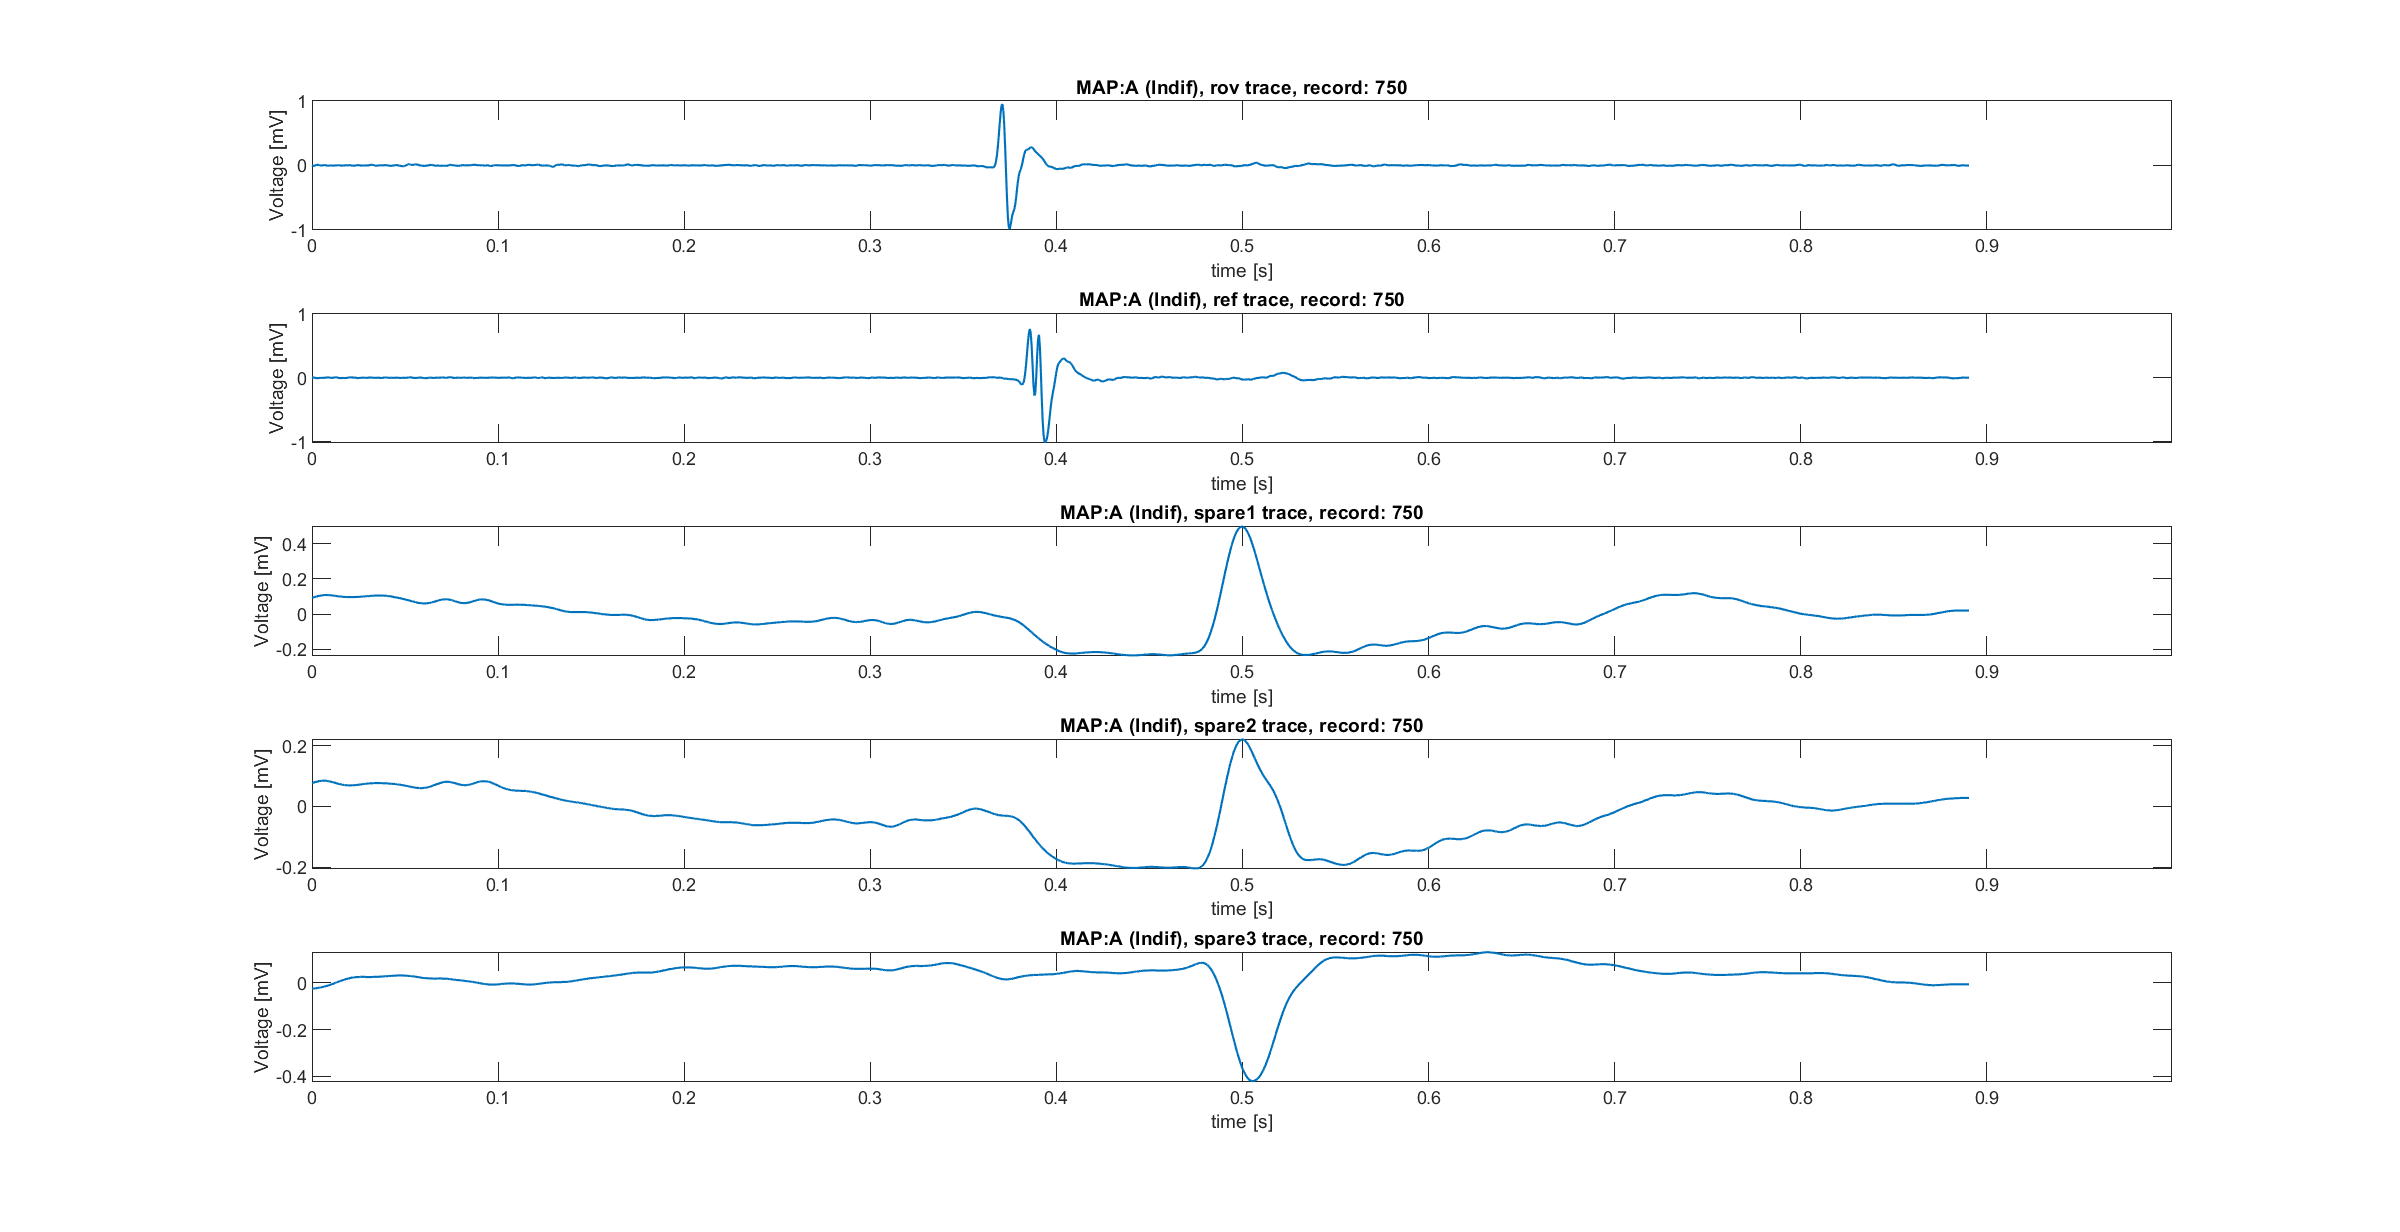 MAP:A (Indif), rov trace, record: 750
Voltage [mV]
1
0
-1
0 0.1 0.2 0.3 0.4 0.5 0.6 0.7 0.8 0.9
time [s]
MAP:A (Indif), ref trace, record: 750
Voltage [mV]
1
0
-1
0 0.1 0.2 0.3 0.4 0.5 0.6 0.7 0.8 0.9
time [s]
MAP:A (Indif), spare1 trace, record: 750
Voltage [mV]
0.4
0.2
0
-0.2
0 0.1 0.2 0.3 0.4 0.5 0.6 0.7 0.8 0.9
time [s]
MAP:A (Indif), spare2 trace, record: 750
Voltage [mV]
0.2
0
-0.2
0 0.1 0.2 0.3 0.4 0.5 0.6 0.7 0.8 0.9
time [s]
MAP:A (Indif), spare3 trace, record: 750
Voltage [mV]
0
-0.2
-0.4
0 0.1 0.2 0.3 0.4 0.5 0.6 0.7 0.8 0.9
time [s]